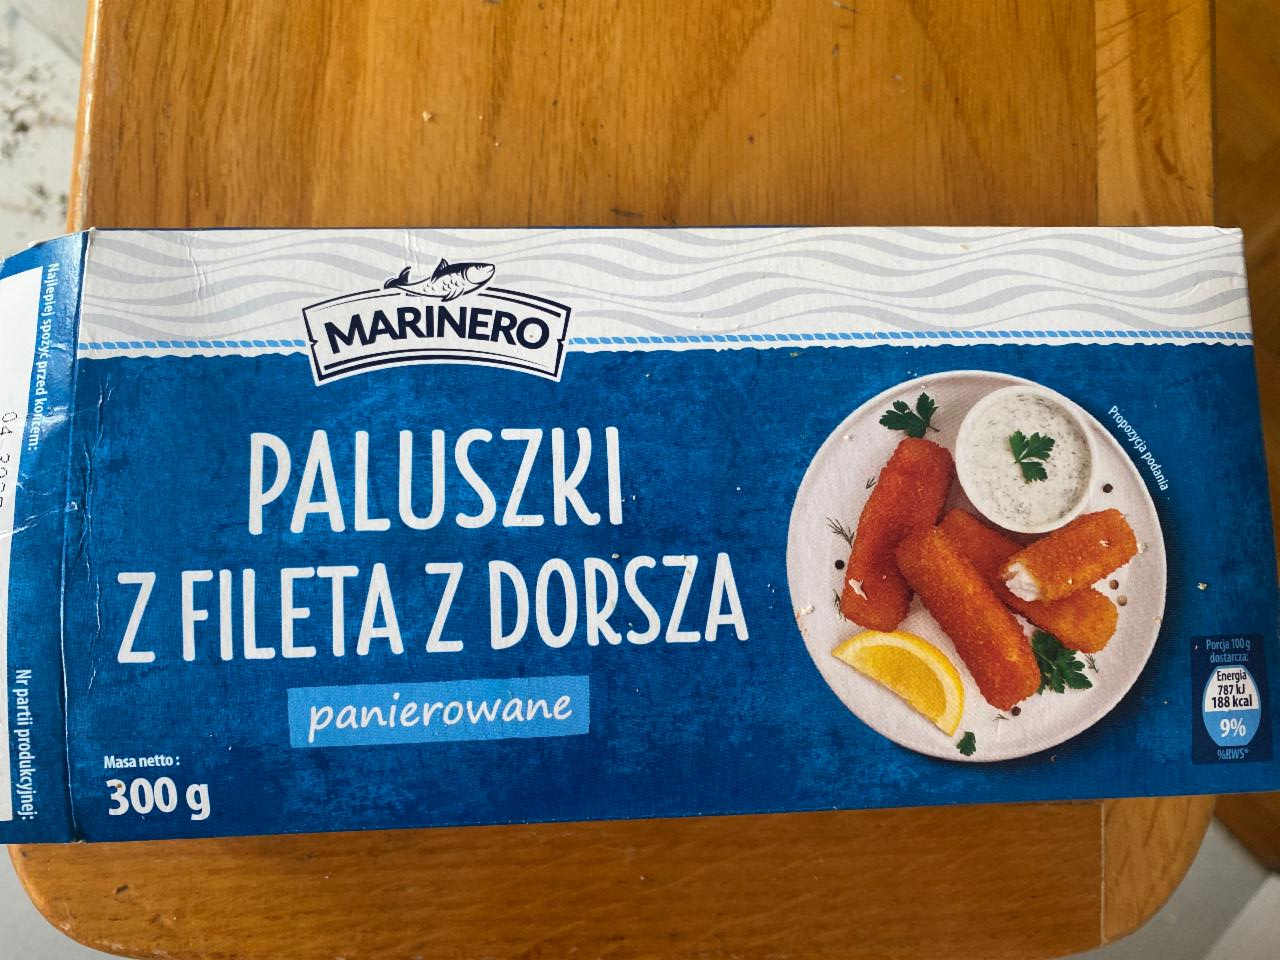 MARINERO
PALUSZKI
Z FILETA Z DORSZA
panierowane
Masa netto :
300 g
Propozycja podania
Porcja 100 g
dostarcza:
Energia
787 kJ
188 kcal
9%
%RWS*
Najlepiej spożyć przed końcem:
Nr partii produkcyjnej: